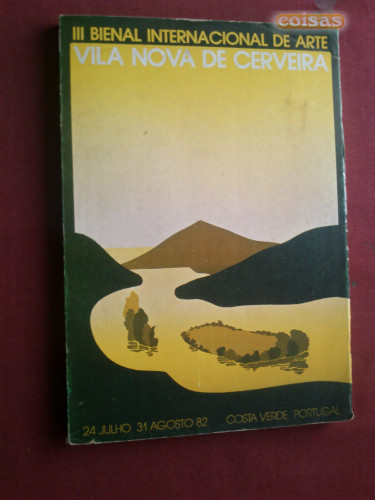 coisas
III BIENAL INTERNACIONAL DE ARTE
VILA NOVA DE CERVEIRA
24 JULHO 31 AGOSTO 82 COSTA VERDE PORTUGAL